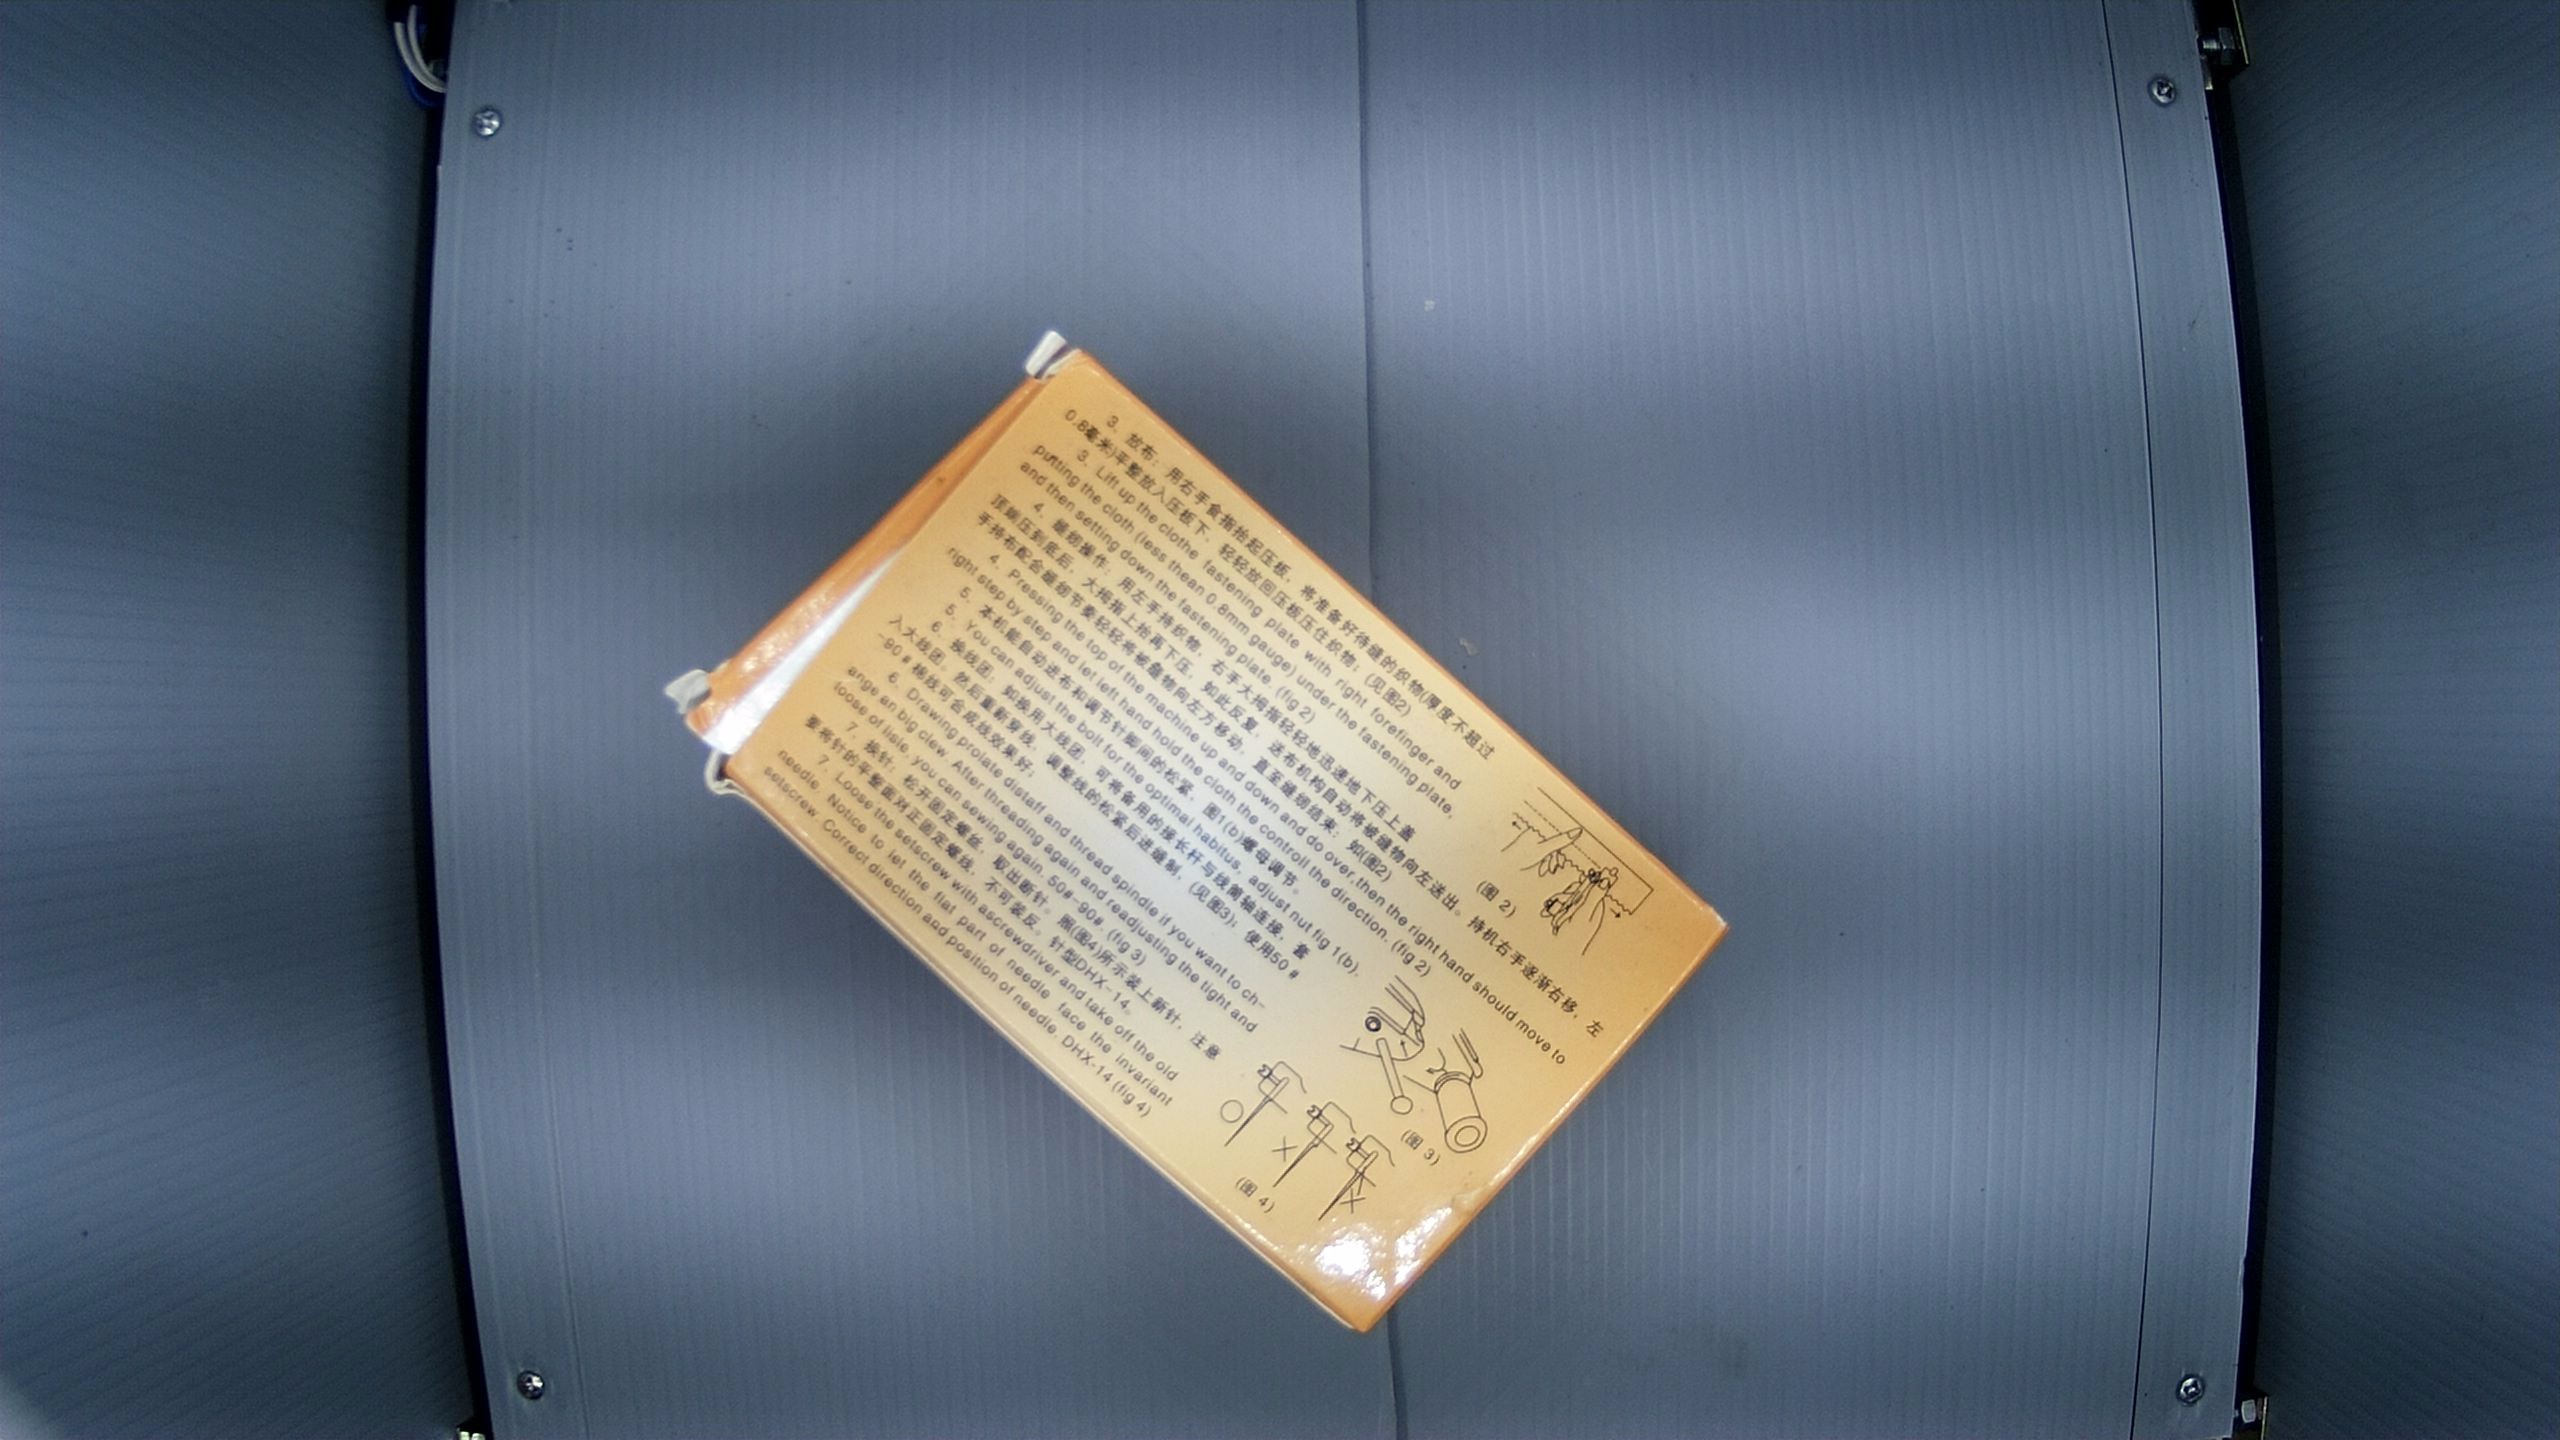 3、放布：用右手食指抬起压板，将准备好待缝的织物(厚度不超过
0.8毫米)平整放入压板下，轻轻放回压板压住织物；(见图2)
3、Lift up the clothe fastening plate with right forefinger and
putting the cloth (less thean 0.8mm gauge) under the fastening plate,
and then setting down the fastening plate. (fig 2)
4、缝纫操作：用左手持织物，右手大拇指轻轻地迅速地下压上盖
顶端压到底后，大拇指上抬再下压，如此反复，送布机构自动将被缝物向左送出。持机右手逐渐右移，左
手持布配合缝纫节奏轻轻将被缝物向左方移动，直至缝纫结束；如(图2)
4、Pressing the top of the machine up and down and do over,then the right hand should move to
right step by step and let left hand hold the cloth the controll the direction. (fig 2)
5、本机能自动进布和调节针脚间的松紧，图1(b)螺母调节。
5、You can adjust the bolt for the optimal habitus, adjust nut fig 1(b).
6、换线团：如换用大线团，可将备用的接长杆与线筒轴连接，套
入大线团。然后重新穿线，调整线的松紧后进缝制，(见图3)；使用50#
-90#棉线可合成线效果好；
6、Drawing prolate distaff and thread spindle if you want to ch-
ange an big clew. After threading again and readjusting the tight and
loose of lisle, you can sewing again. 50#-90#. (fig 3)
7、换针：松开固定螺丝，取出断针。照(图4)所示装上新针，注意
要将针的平整面对正固定螺丝，不可装反。针型DHX-14。
7、Loose the setscrew with ascrewdriver and take off the old
needle. Notice to let the flat part of needle face the invariant
setscrew. Correct direction and position of needle. DHX-14 (fig 4)
(图 2)
(图 3)
(图 4)